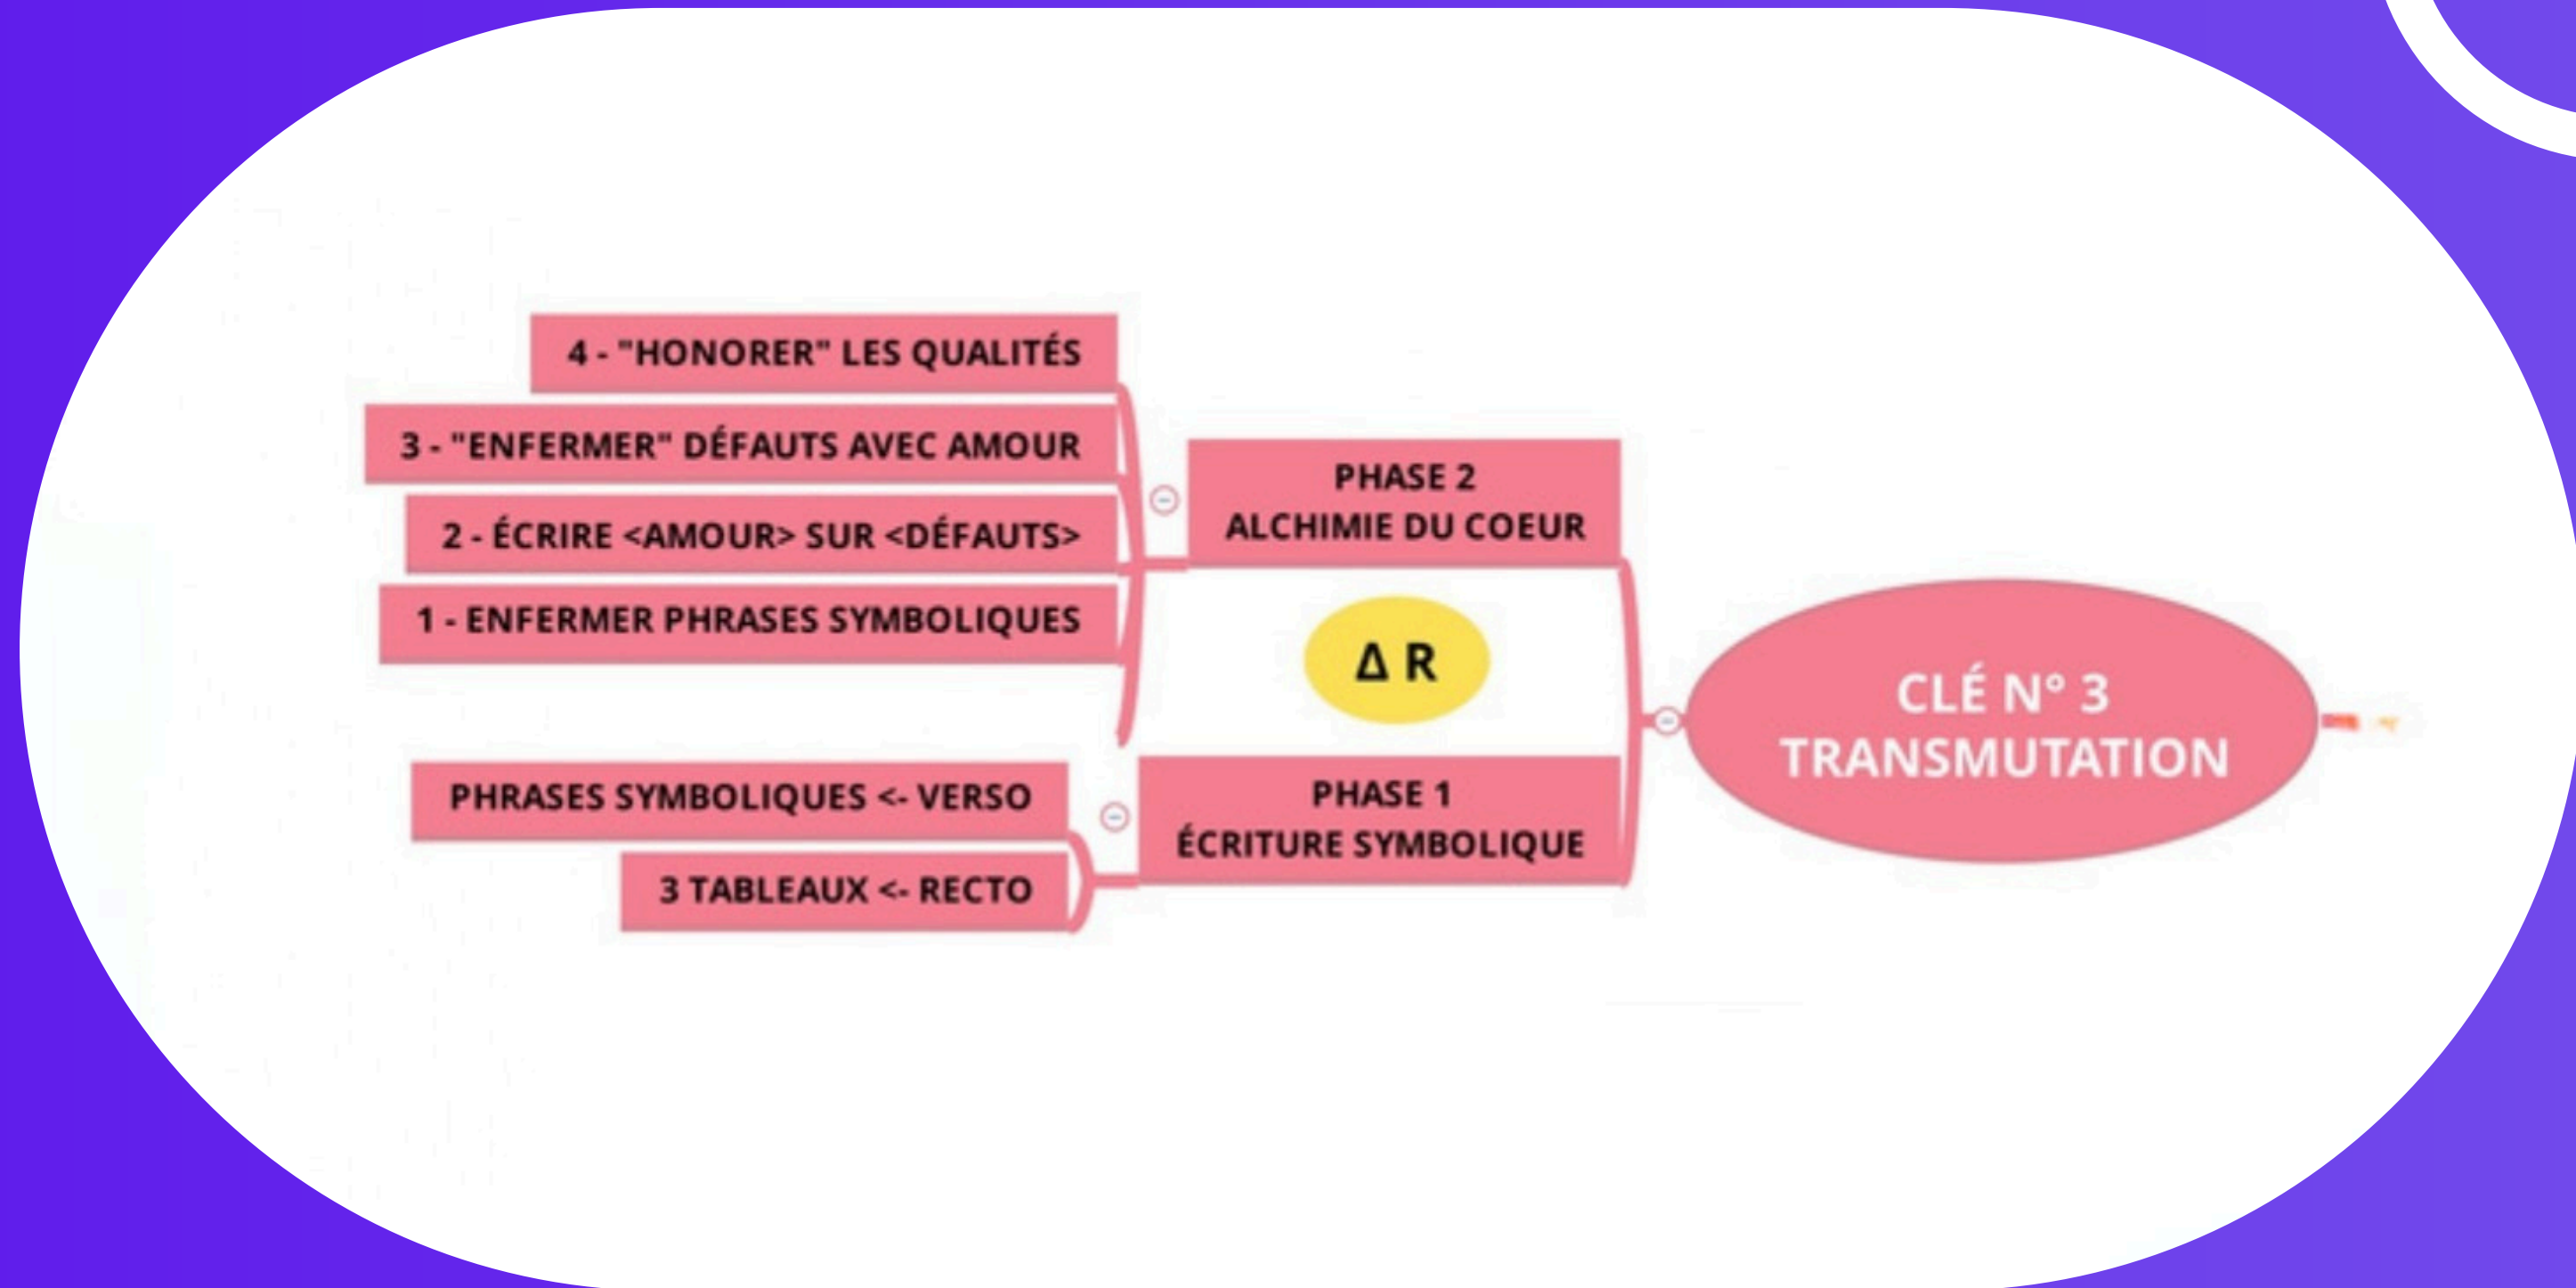 4 - "HONORER" LES QUALITÉS
3 - "ENFERMER" DÉFAUTS AVEC AMOUR
2 - ÉCRIRE <AMOUR> SUR <DÉFAUTS>
1 - ENFERMER PHRASES SYMBOLIQUES
PHASE 2
ALCHIMIE DU COEUR
Δ R
PHRASES SYMBOLIQUES <- VERSO
3 TABLEAUX <- RECTO
PHASE 1
ÉCRITURE SYMBOLIQUE
CLÉ N° 3
TRANSMUTATION